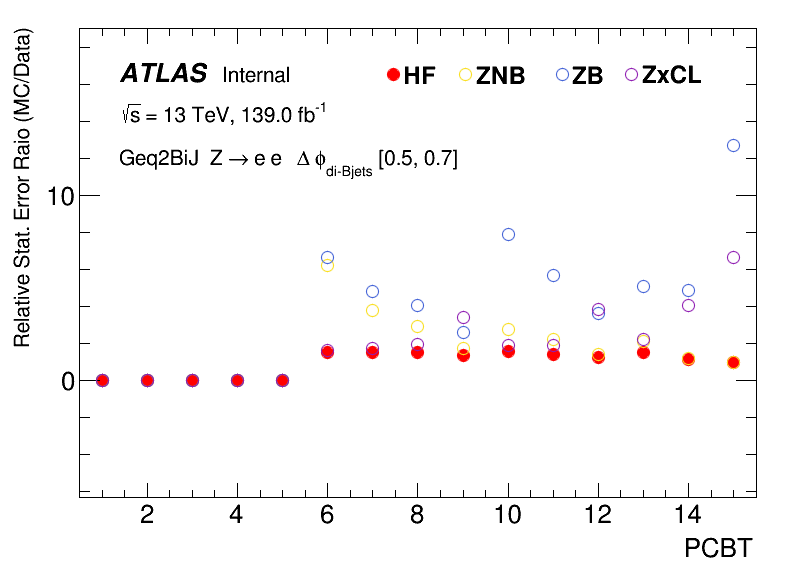 Relative Stat. Error Raio (MC/Data)
ATLAS Internal
HF ZNB ZB ZxCL
√s = 13 TeV, 139.0 fb⁻¹
Geq2BiJ Z → e e Δ ϕdi-Bjets [0.5, 0.7]
10
0
2 4 6 8 10 12 14
PCBT